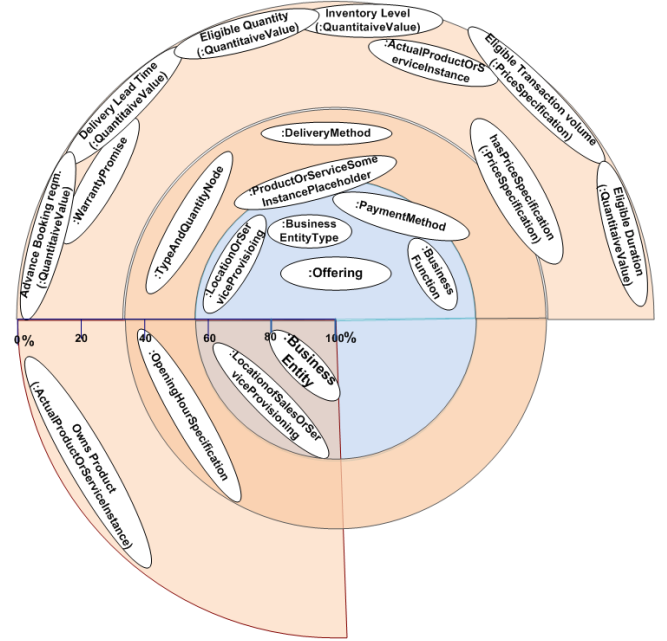 Inventory Level
(:QuantitaiveValue)
Eligible Quantity
(:QuantitaiveValue)
:ActualProductOrS
erviceInstance
Eligible Transaction volume
(:PriceSpecification)
Delivery Lead Time
(:QuantitaiveValue)
:WarrantyPromise
Advance Booking reqm.
(:QuantitaiveValue)
:DeliveryMethod
:ProductOrServiceSome
InstancePlaceholder
:TypeAndQuantityNode
hasPriceSpecification
(:PriceSpecification)
Eligible Duration
(:QuantitaiveValue)
:PaymentMethod
:LocationOrSer
viceProvisioning
:Business
EntityType
:Business
Function
:Offering
0% 20 40 60 80 100%
:Business
Entity
:LocationofSalesOrSer
viceProvisioning
:OpeningHourSpecification
Owns Product
(:ActualProductOrServiceInstance)